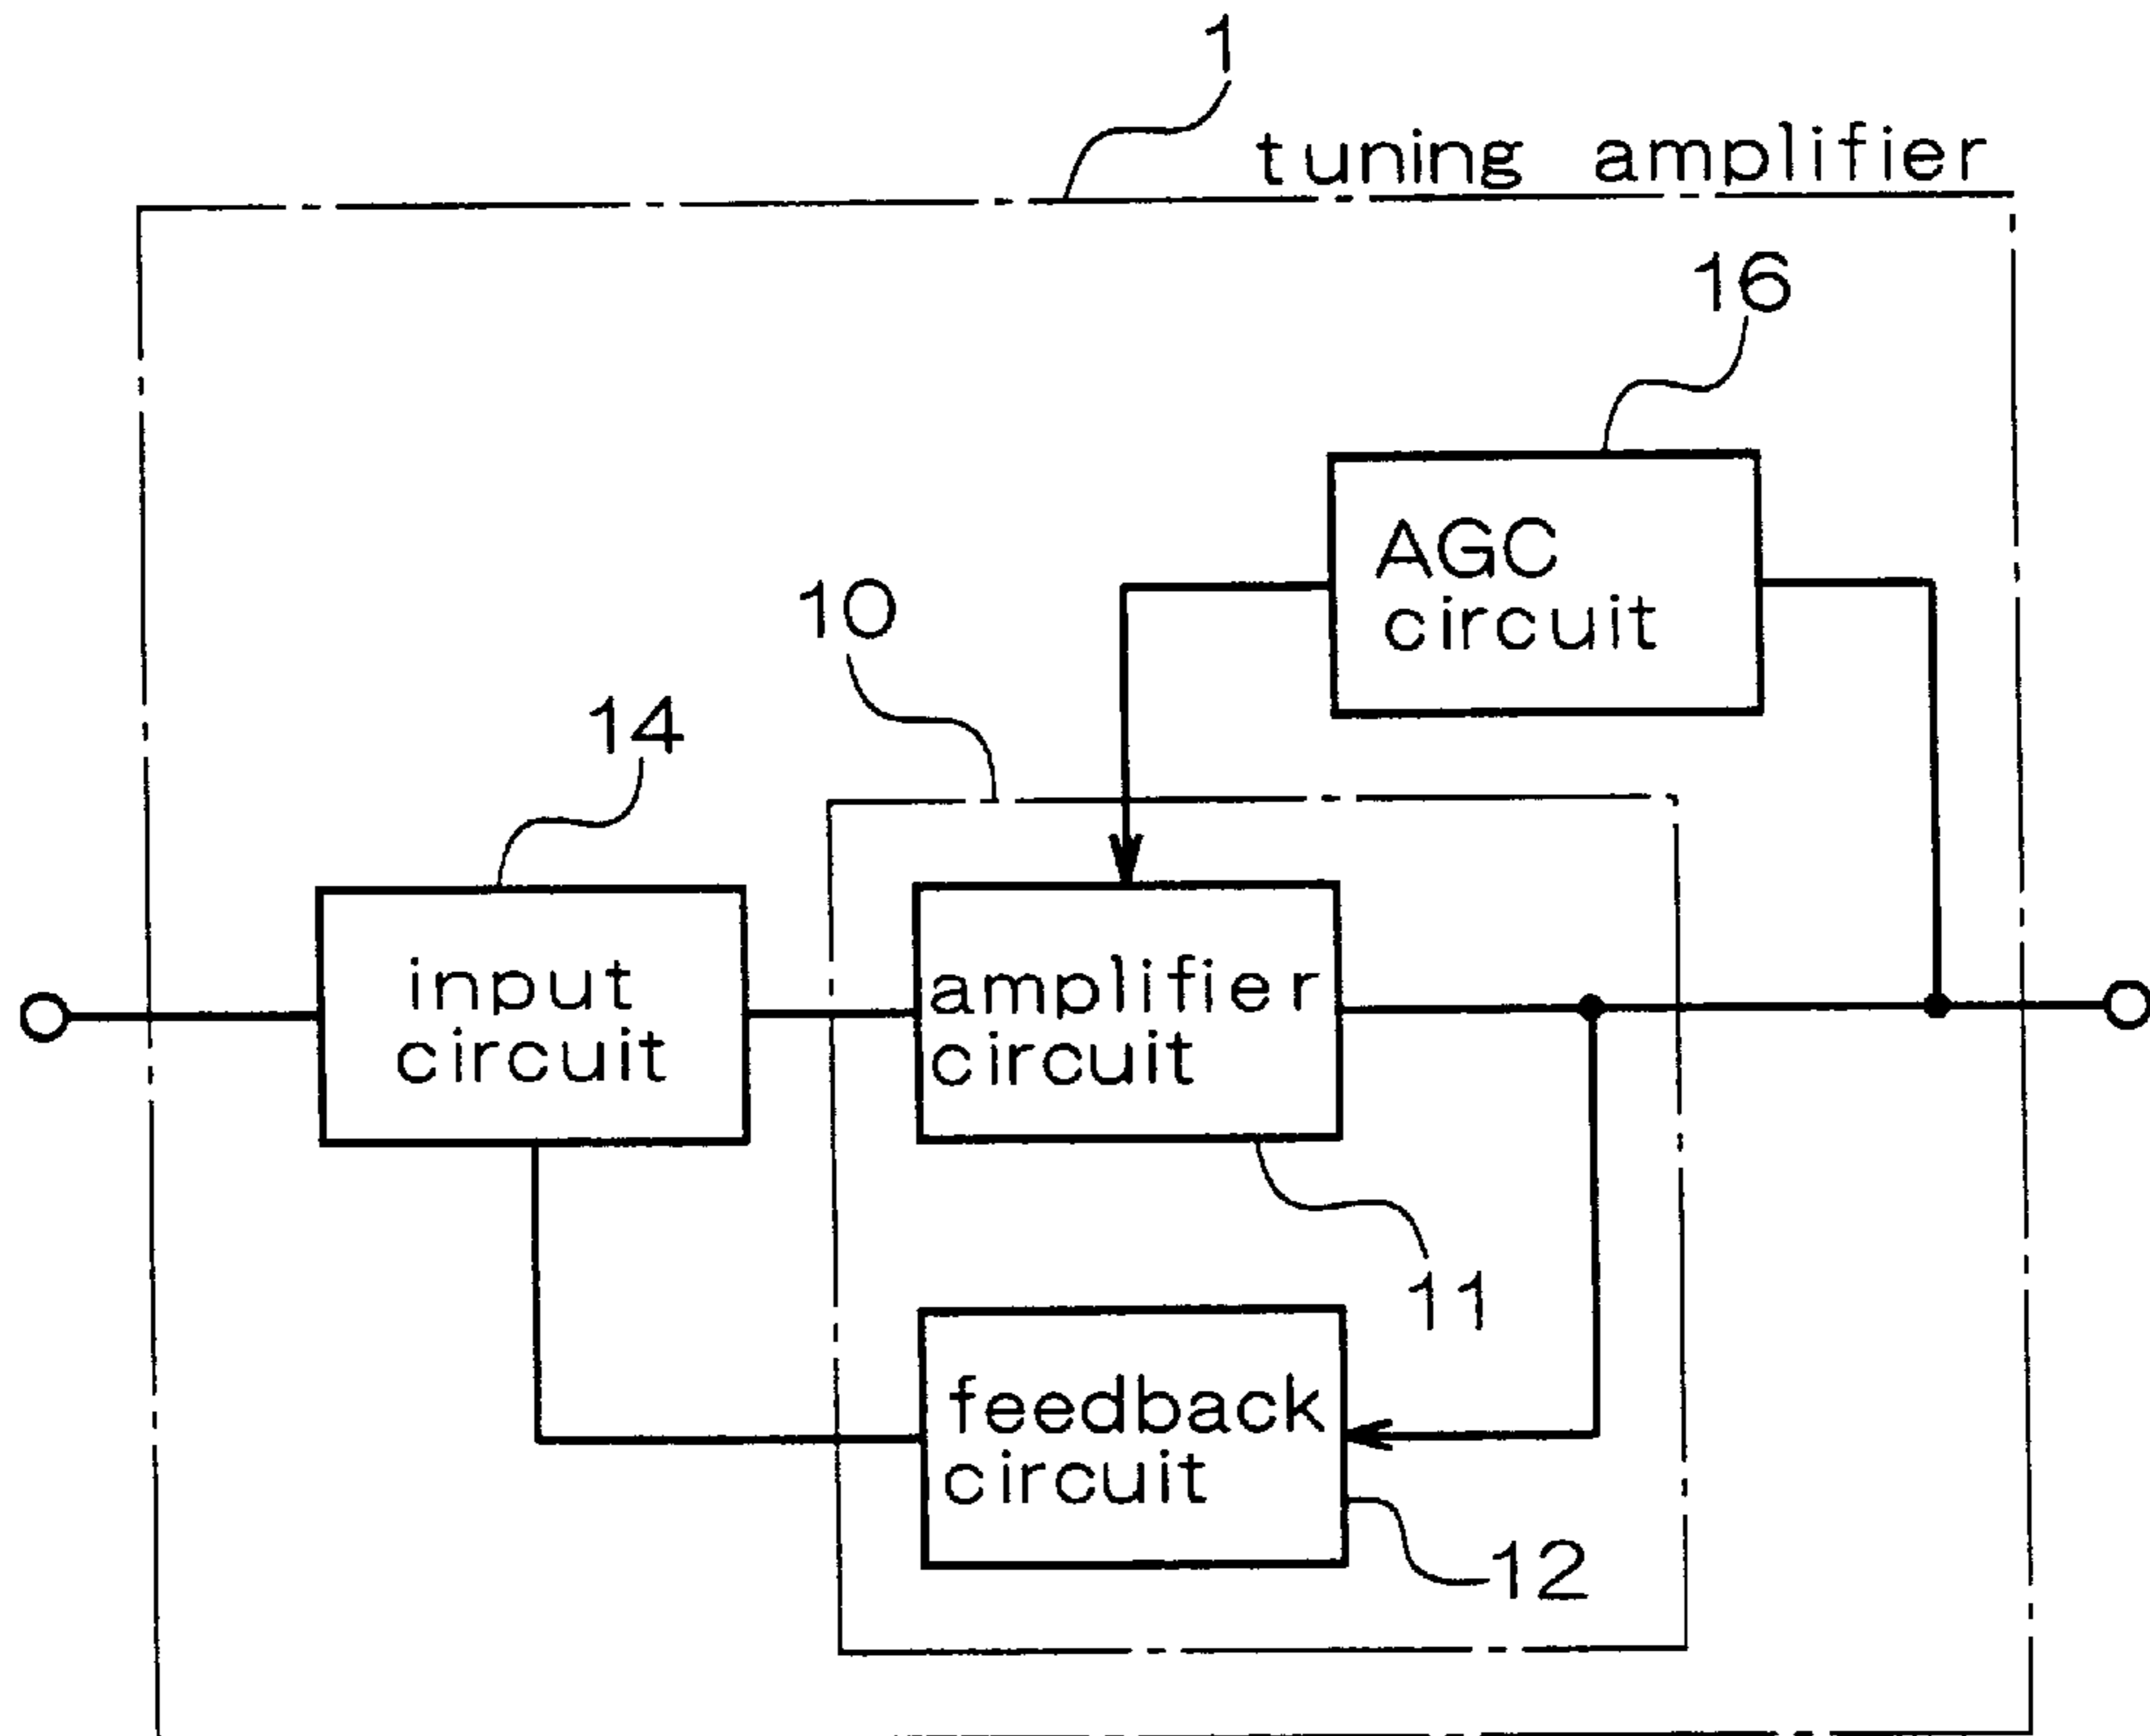 1
tuning amplifier
16
AGC
circuit
10
14
input
circuit
amplifier
circuit
11
feedback
circuit
12